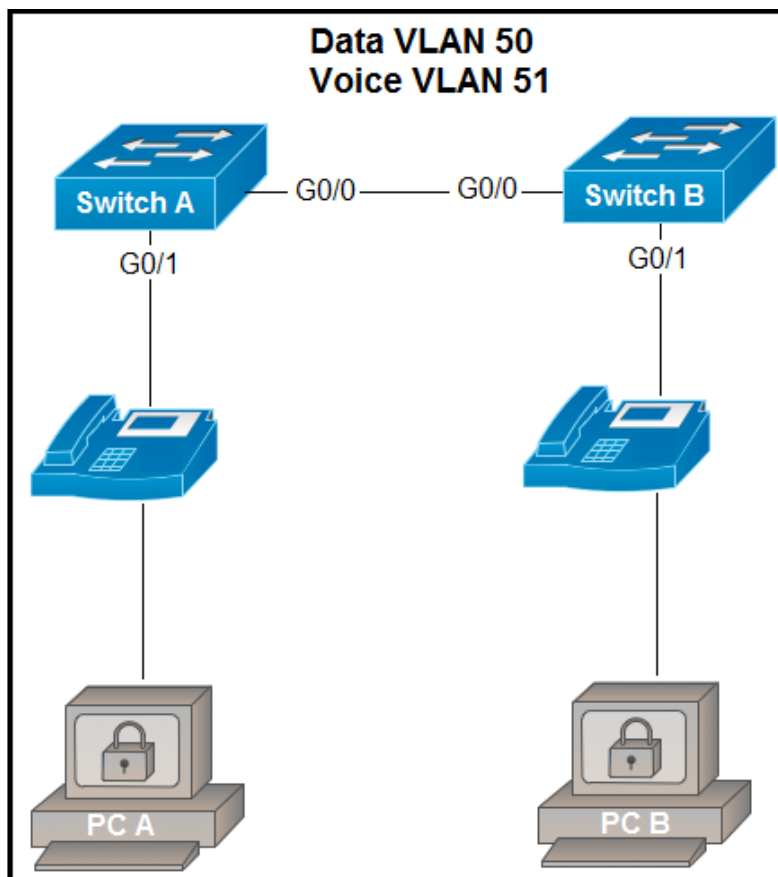 Data VLAN 50
Voice VLAN 51
Switch A
G0/0
G0/0
Switch B
G0/1
G0/1
PC A
PC B